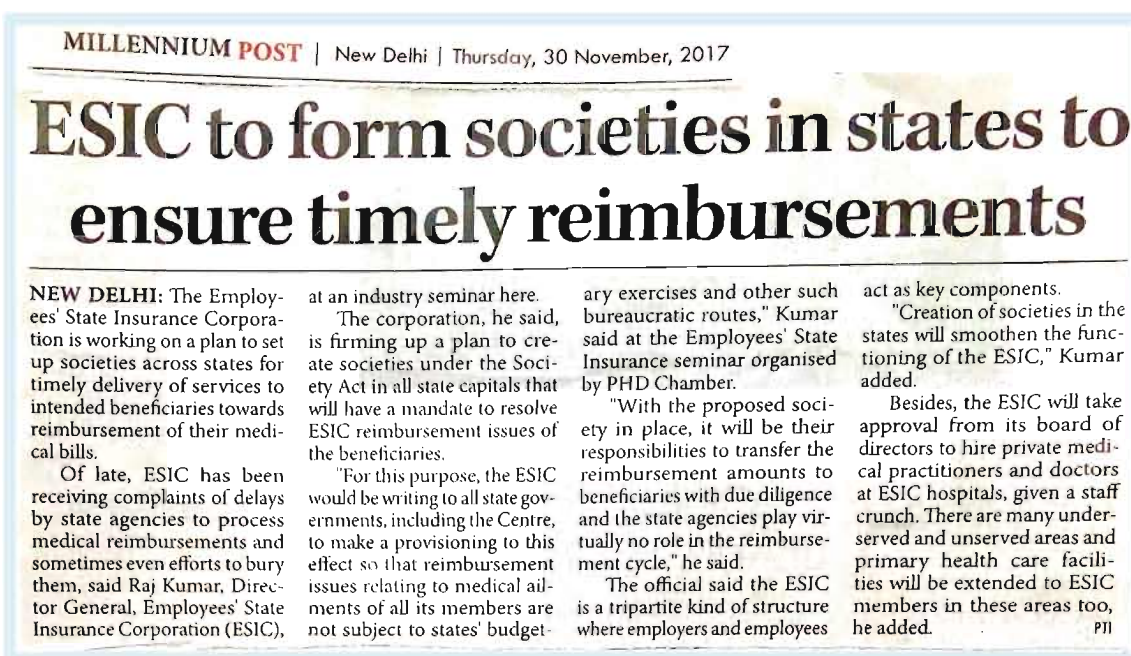 MILLENNIUM POST | New Delhi | Thursday, 30 November, 2017
ESIC to form societies in states to
ensure timely reimbursements
NEW DELHI: The Employ-
ees' State Insurance Corpora-
tion is working on a plan to set
up societies across states for
timely delivery of services to
intended beneficiaries towards
reimbursement of their medi-
cal bills.
Of late, ESIC has been
receiving complaints of delays
by state agencies to process
medical reimbursements and
sometimes even efforts to bury
them, said Raj Kumar, Direc-
tor General, Employees' State
Insurance Corporation (ESIC),
at an industry seminar here.
The corporation, he said,
is firming up a plan to cre-
ate societies under the Soci-
ety Act in all state capitals that
will have a mandate to resolve
ESIC reimbursement issues of
the beneficiaries.
"For this purpose, the ESIC
would be writing to all state gov-
ernments, including the Centre,
to make a provisioning to this
effect so that reimbursement
issues relating to medical ail-
ments of all its members are
not subject to states' budget-
ary exercises and other such
bureaucratic routes," Kumar
said at the Employees' State
Insurance seminar organised
by PHD Chamber.
"With the proposed soci-
ety in place, it will be their
responsibilities to transfer the
reimbursement amounts to
beneficiaries with due diligence
and the state agencies play vir-
tually no role in the reimburse-
ment cycle," he said.
The official said the ESIC
is a tripartite kind of structure
where employers and employees
act as key components.
"Creation of societies in the
states will smoothen the func-
tioning of the ESIC," Kumar
added.
Besides, the ESIC will take
approval from its board of
directors to hire private medi-
cal practitioners and doctors
at ESIC hospitals, given a staff
crunch. There are many under-
served and unserved areas and
primary health care facili-
ties will be extended to ESIC
members in these areas too,
he added. PTI